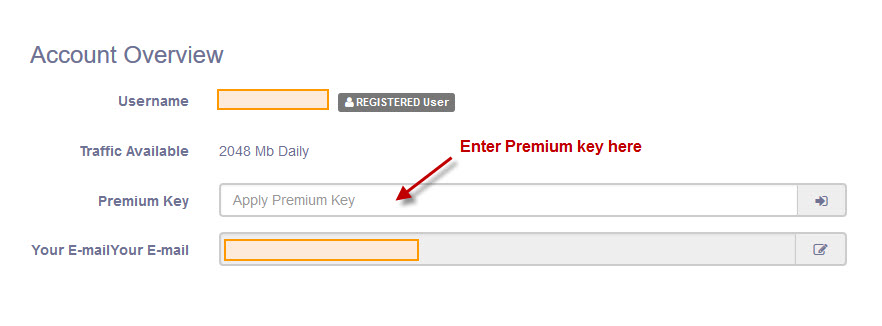 Account Overview
Username REGISTERED User
Traffic Available 2048 Mb Daily
Enter Premium key here
Premium Key Apply Premium Key
Your E-mailYour E-mail